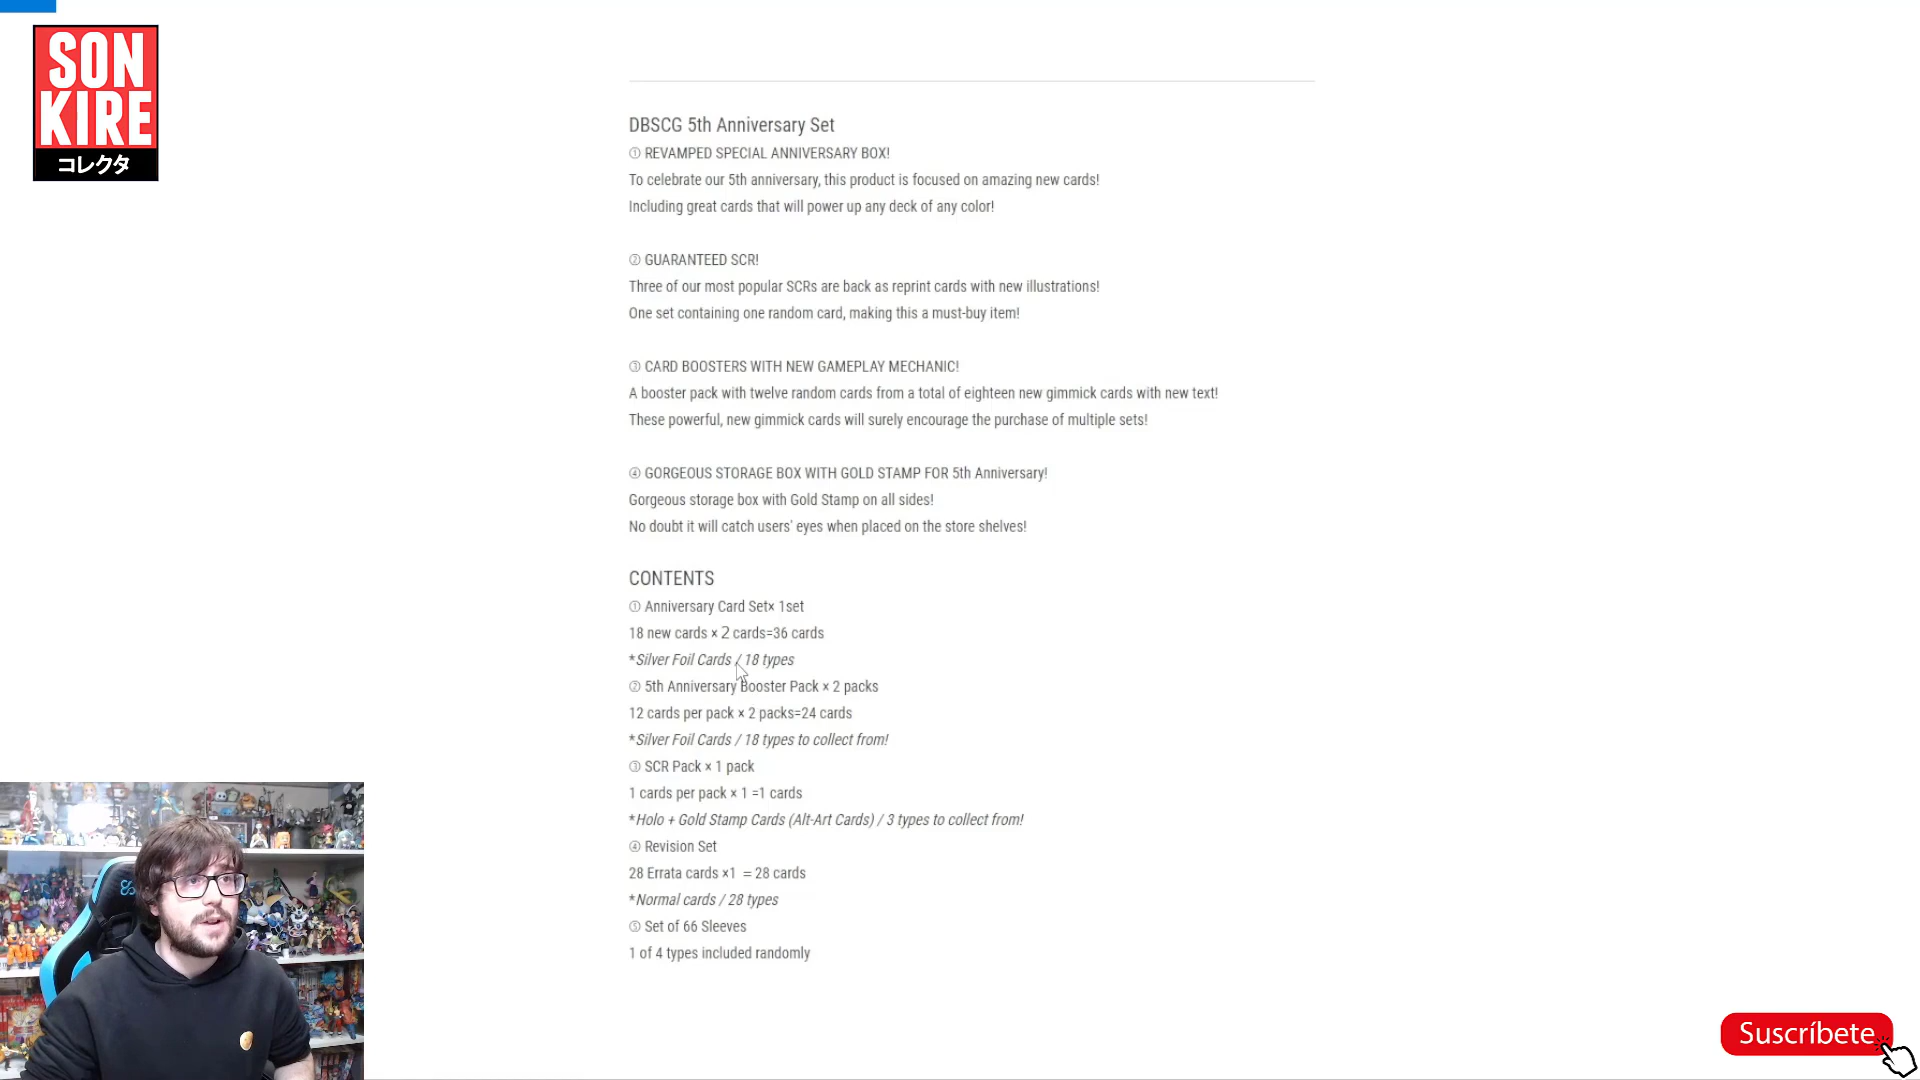 SON
KIRE
コレクタ
DBSCG 5th Anniversary Set
① REVAMPED SPECIAL ANNIVERSARY BOX!
To celebrate our 5th anniversary, this product is focused on amazing new cards!
Including great cards that will power up any deck of any color!
② GUARANTEED SCR!
Three of our most popular SCRs are back as reprint cards with new illustrations!
One set containing one random card, making this a must-buy item!
③ CARD BOOSTERS WITH NEW GAMEPLAY MECHANIC!
A booster pack with twelve random cards from a total of eighteen new gimmick cards with new text!
These powerful, new gimmick cards will surely encourage the purchase of multiple sets!
④ GORGEOUS STORAGE BOX WITH GOLD STAMP FOR 5th Anniversary!
Gorgeous storage box with Gold Stamp on all sides!
No doubt it will catch users' eyes when placed on the store shelves!
CONTENTS
① Anniversary Card Set× 1set
18 new cards × 2 cards=36 cards
*Silver Foil Cards / 18 types
② 5th Anniversary Booster Pack × 2 packs
12 cards per pack × 2 packs=24 cards
*Silver Foil Cards / 18 types to collect from!
③ SCR Pack × 1 pack
1 cards per pack × 1 =1 cards
*Holo + Gold Stamp Cards (Alt-Art Cards) / 3 types to collect from!
④ Revision Set
28 Errata cards ×1 = 28 cards
*Normal cards / 28 types
⑤ Set of 66 Sleeves
1 of 4 types included randomly
Suscríbete